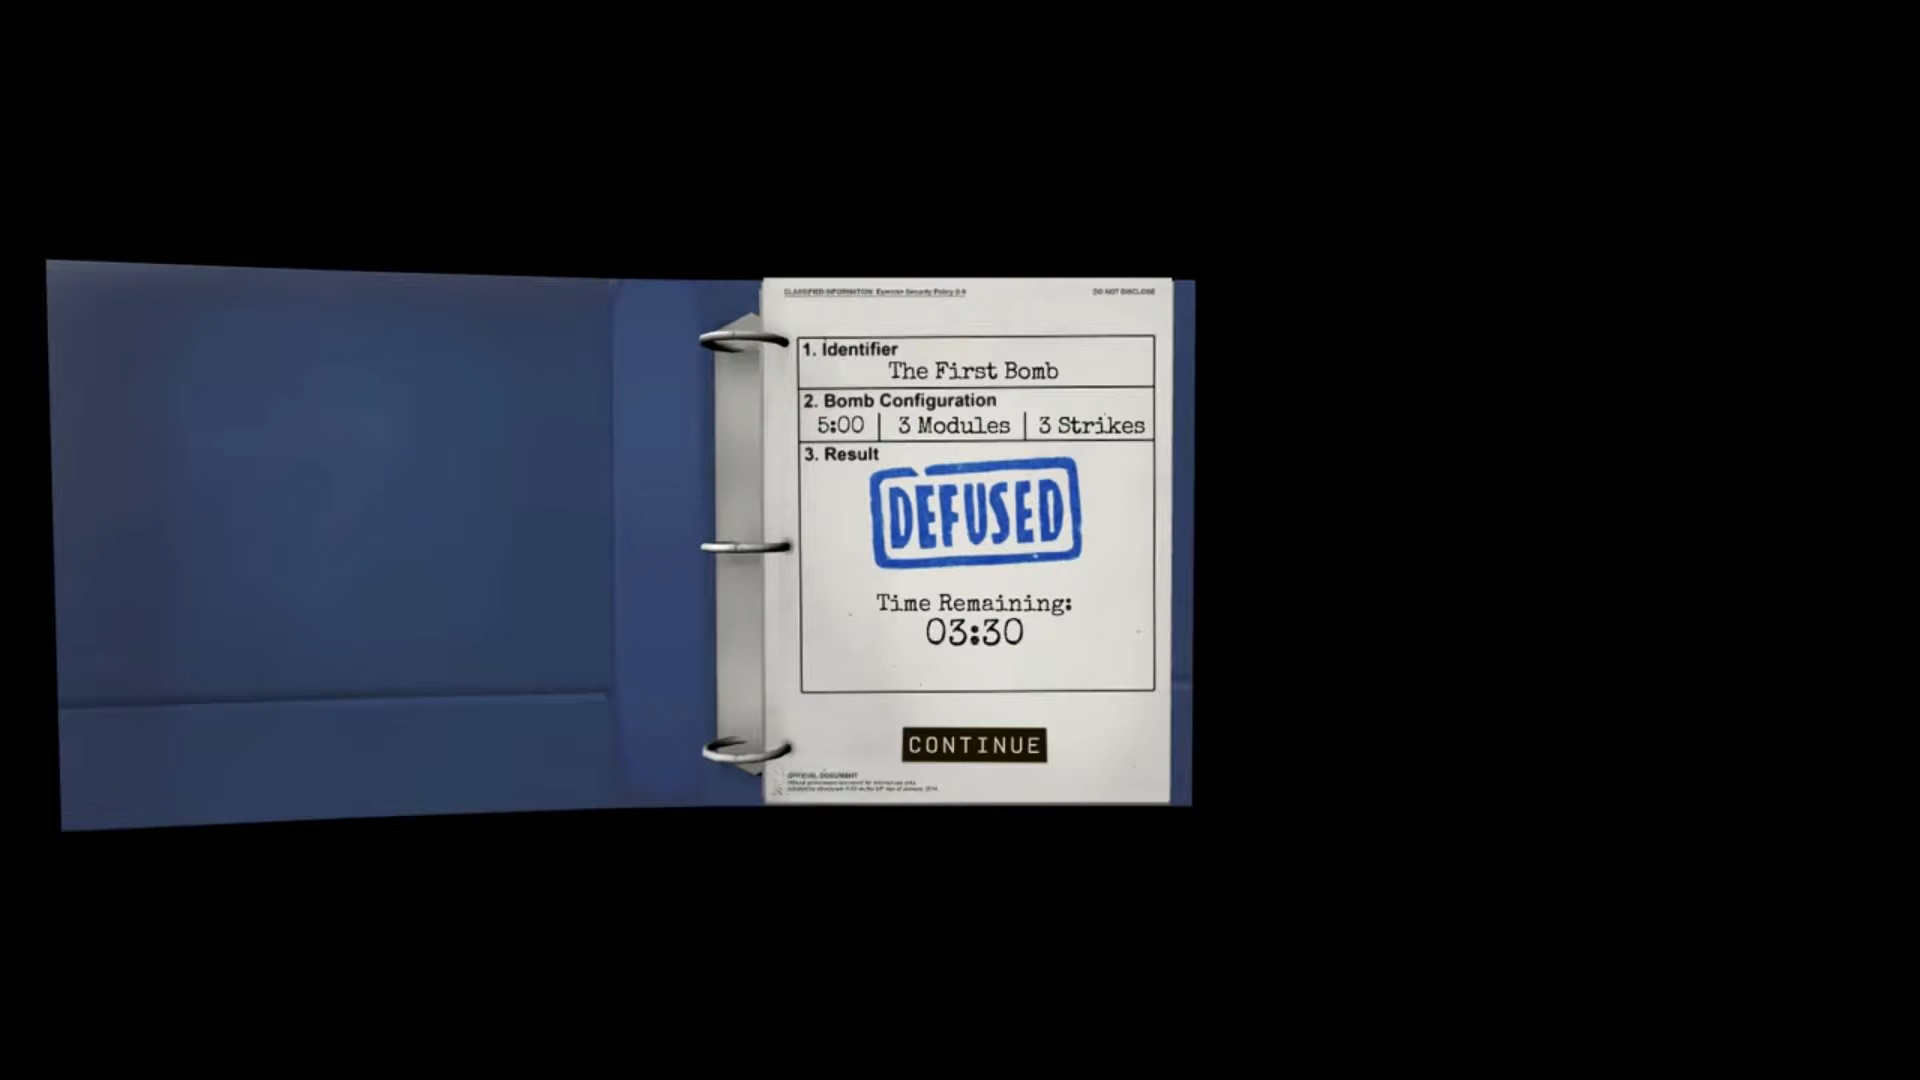 CLASSIFIED INFORMATION
DO NOT DISCLOSE
1. Identifier
The First Bomb
2. Bomb Configuration
5:00 3 Modules 3 Strikes
3. Result
DEFUSED
Time Remaining:
03:30
CONTINUE
OFFICIAL DOCUMENT